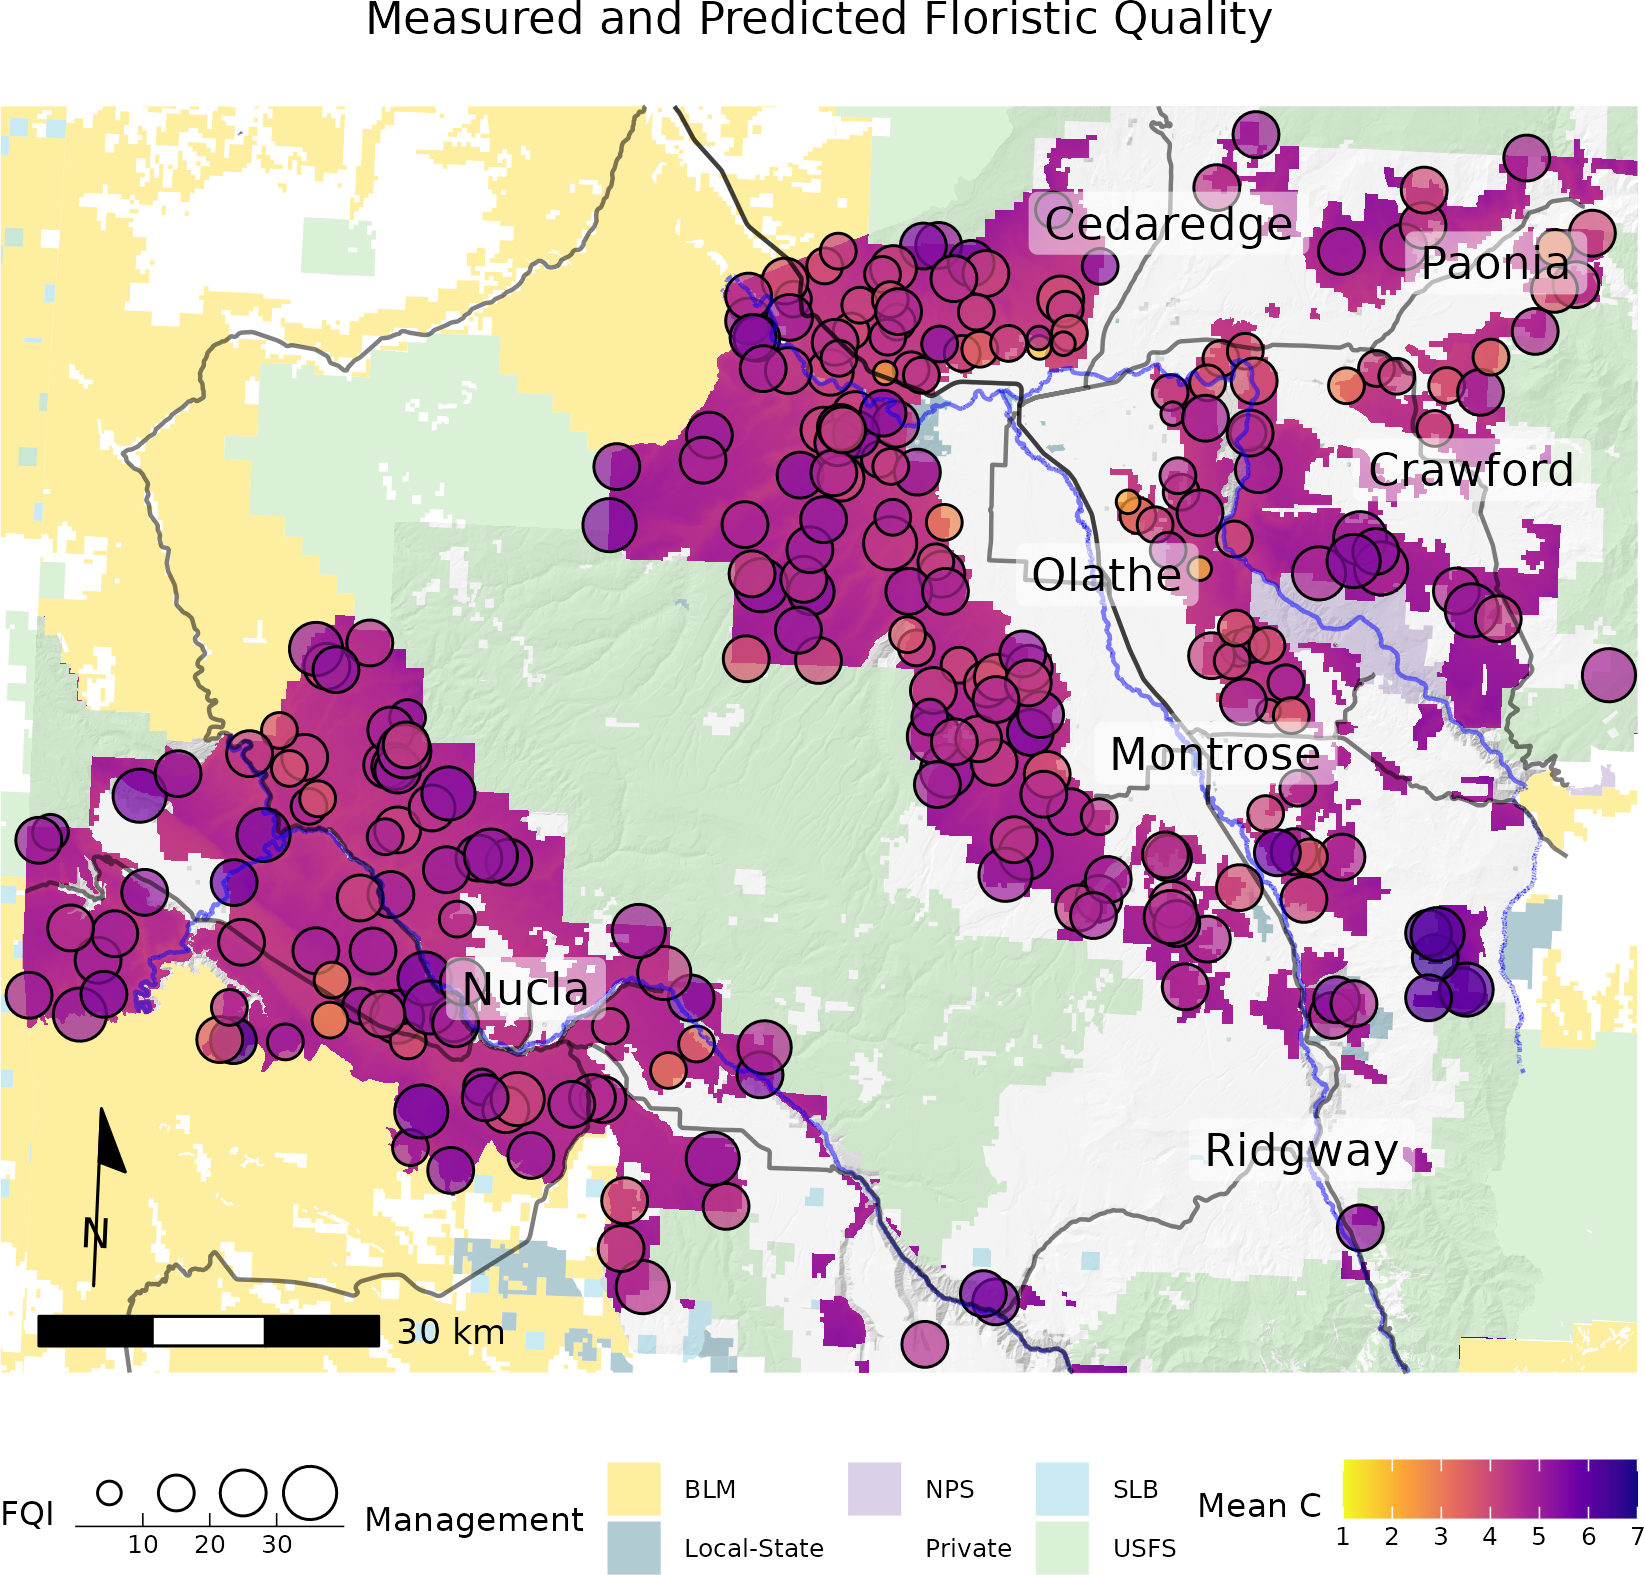 Measured and Predicted Floristic Quality
Cedaredge
Paonia
Crawford
Olathe
Montrose
Nucla
Ridgway
N
30 km
FQI
10 20 30
Management
BLM
NPS
SLB
Local-State
Private
USFS
Mean C
1 2 3 4 5 6 7